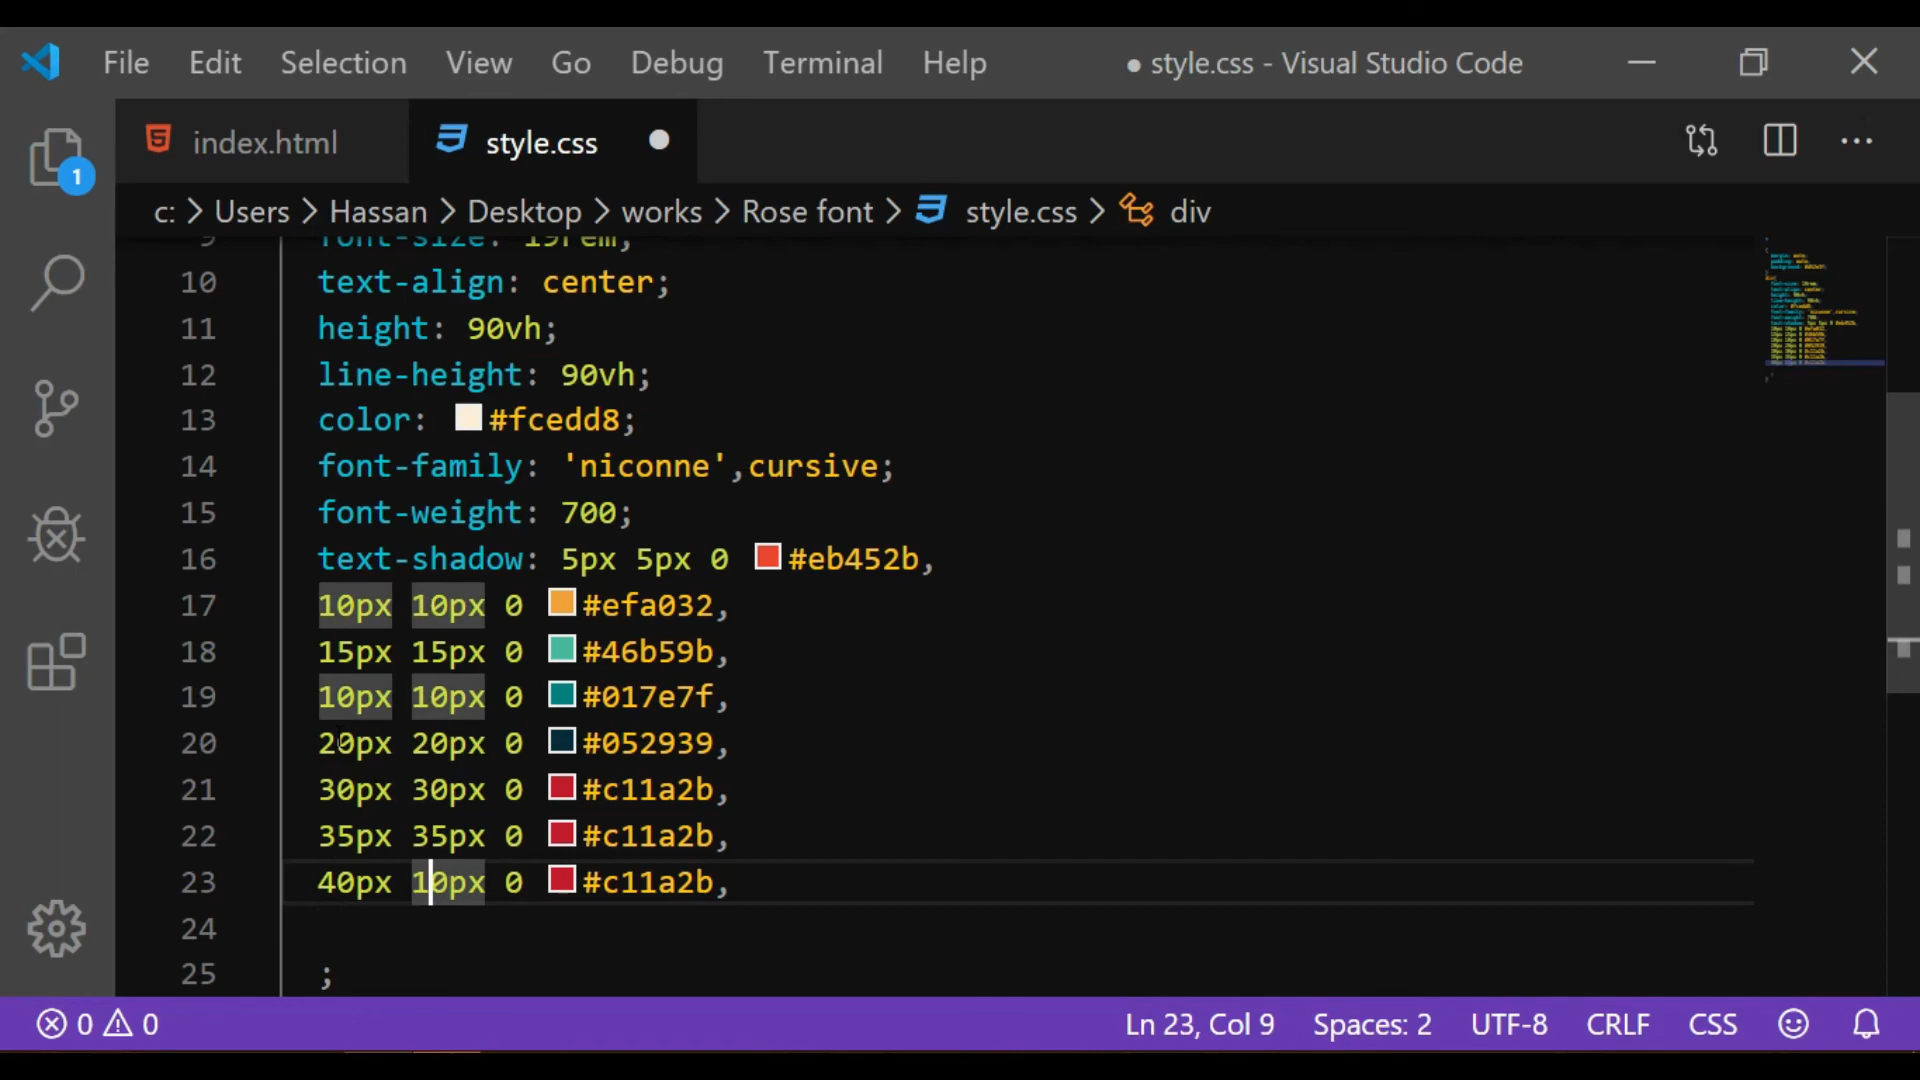 File Edit Selection View Go Debug Terminal Help ● style.css - Visual Studio Code
index.html style.css
c: > Users > Hassan > Desktop > works > Rose font > style.css > div
9 font-size: 19rem;
10 text-align: center;
11 height: 90vh;
12 line-height: 90vh;
13 color: #fcedd8;
14 font-family: 'niconne',cursive;
15 font-weight: 700;
16 text-shadow: 5px 5px 0 #eb452b,
17 10px 10px 0 #efa032,
18 15px 15px 0 #46b59b,
19 10px 10px 0 #017e7f,
20 20px 20px 0 #052939,
21 30px 30px 0 #c11a2b,
22 35px 35px 0 #c11a2b,
23 40px 10px 0 #c11a2b,
24
25 ;
1
0 0 Ln 23, Col 9 Spaces: 2 UTF-8 CRLF CSS